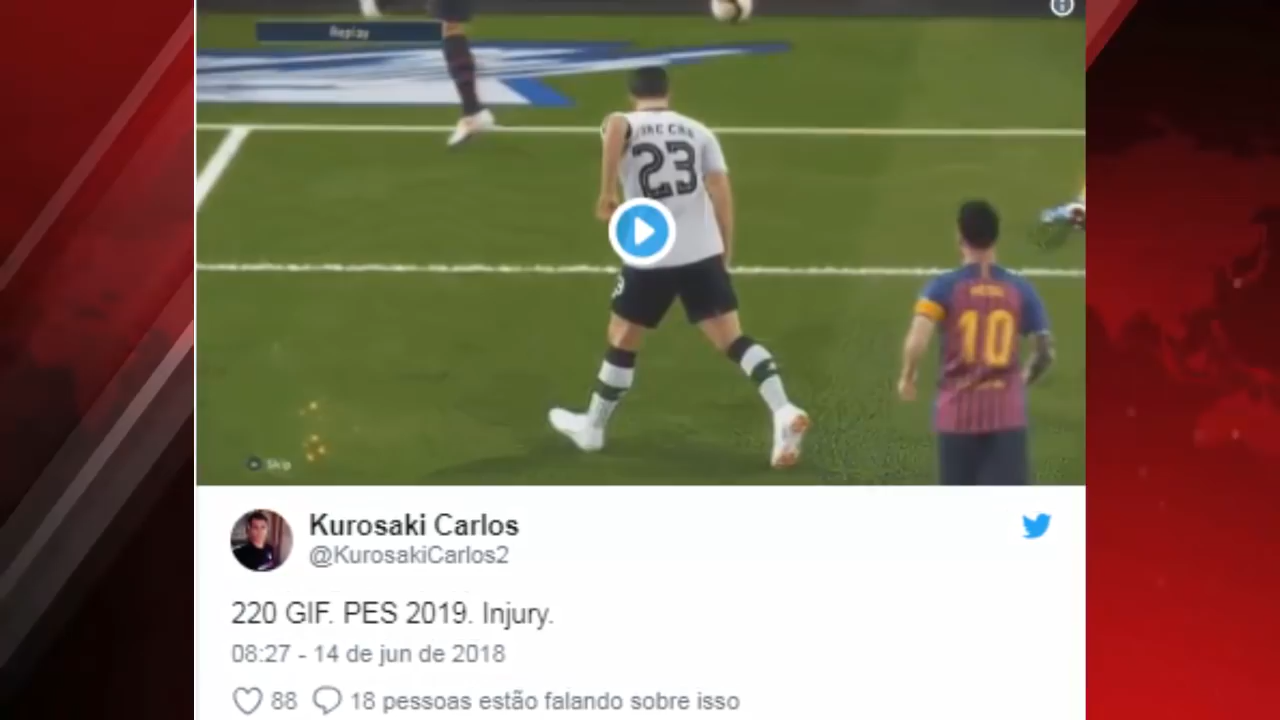 Replay
23
10
Skip
Kurosaki Carlos
@KurosakiCarlos2
220 GIF. PES 2019. Injury.
08:27 - 14 de jun de 2018
88 18 pessoas estão falando sobre isso